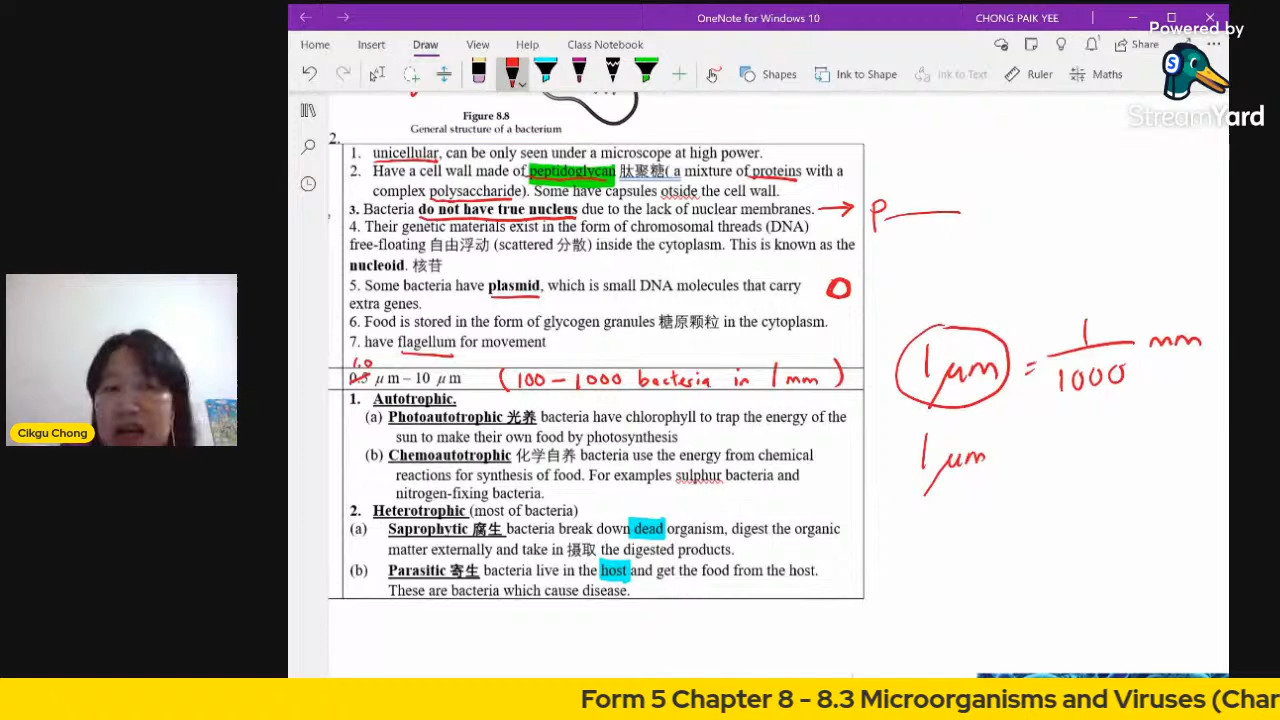 OneNote for Windows 10
CHONG PAIK YEE
Powered by
StreamYard
Home Insert Draw View Help Class Notebook
Share
Shapes Ink to Shape Ink to Text Ruler Maths
Figure 8.8
General structure of a bacterium
2.
1. unicellular, can be only seen under a microscope at high power.
2. Have a cell wall made of peptidoglycan 肽聚糖( a mixture of proteins with a
complex polysaccharide). Some have capsules otside the cell wall.
3. Bacteria do not have true nucleus due to the lack of nuclear membranes. → P
4. Their genetic materials exist in the form of chromosomal threads (DNA)
free-floating 自由浮动 (scattered 分散) inside the cytoplasm. This is known as the
nucleoid. 核苷
5. Some bacteria have plasmid, which is small DNA molecules that carry
extra genes.
6. Food is stored in the form of glycogen granules 糖原颗粒 in the cytoplasm.
7. have flagellum for movement
1.0
0.5 μm – 10 μm (100 – 1000 bacteria in 1 mm)
1 μm = 1/1000 mm
1 μm
1. Autotrophic.
(a) Photoautotrophic 光养 bacteria have chlorophyll to trap the energy of the
sun to make their own food by photosynthesis
(b) Chemoautotrophic 化学自养 bacteria use the energy from chemical
reactions for synthesis of food. For examples sulphur bacteria and
nitrogen-fixing bacteria.
2. Heterotrophic (most of bacteria)
(a) Saprophytic 腐生 bacteria break down dead organism, digest the organic
matter externally and take in 摄取 the digested products.
(b) Parasitic 寄生 bacteria live in the host and get the food from the host.
These are bacteria which cause disease.
Cikgu Chong
Form 5 Chapter 8 - 8.3 Microorganisms and Viruses (Char